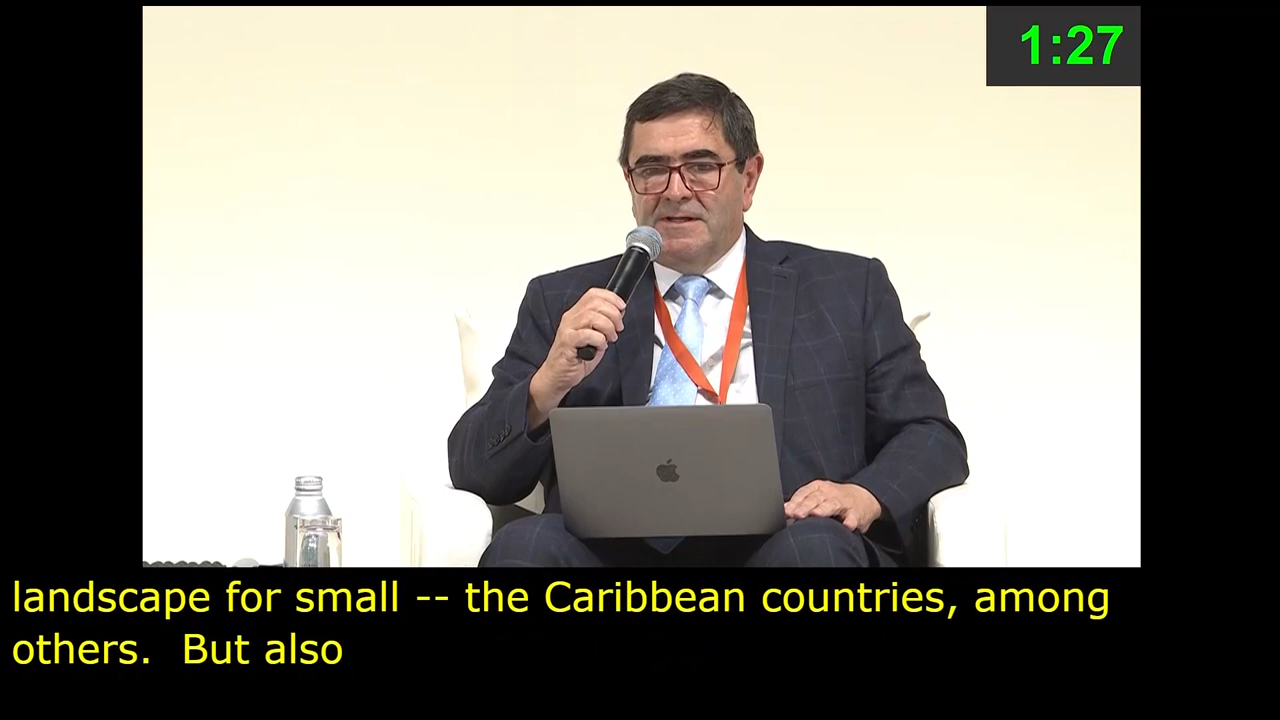 1:27
landscape for small -- the Caribbean countries, among
others.  But also